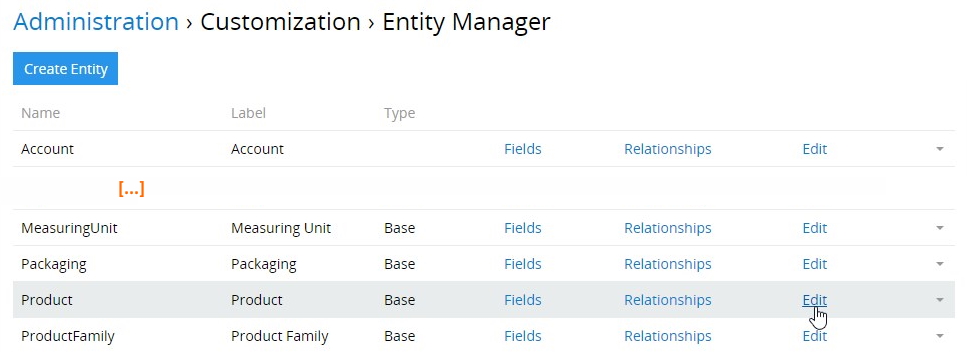 Administration › Customization › Entity Manager
Create Entity
Name Label Type
Account Account Fields Relationships Edit
[...]
MeasuringUnit Measuring Unit Base Fields Relationships Edit
Packaging Packaging Base Fields Relationships Edit
Product Product Base Fields Relationships Edit
ProductFamily Product Family Base Fields Relationships Edit